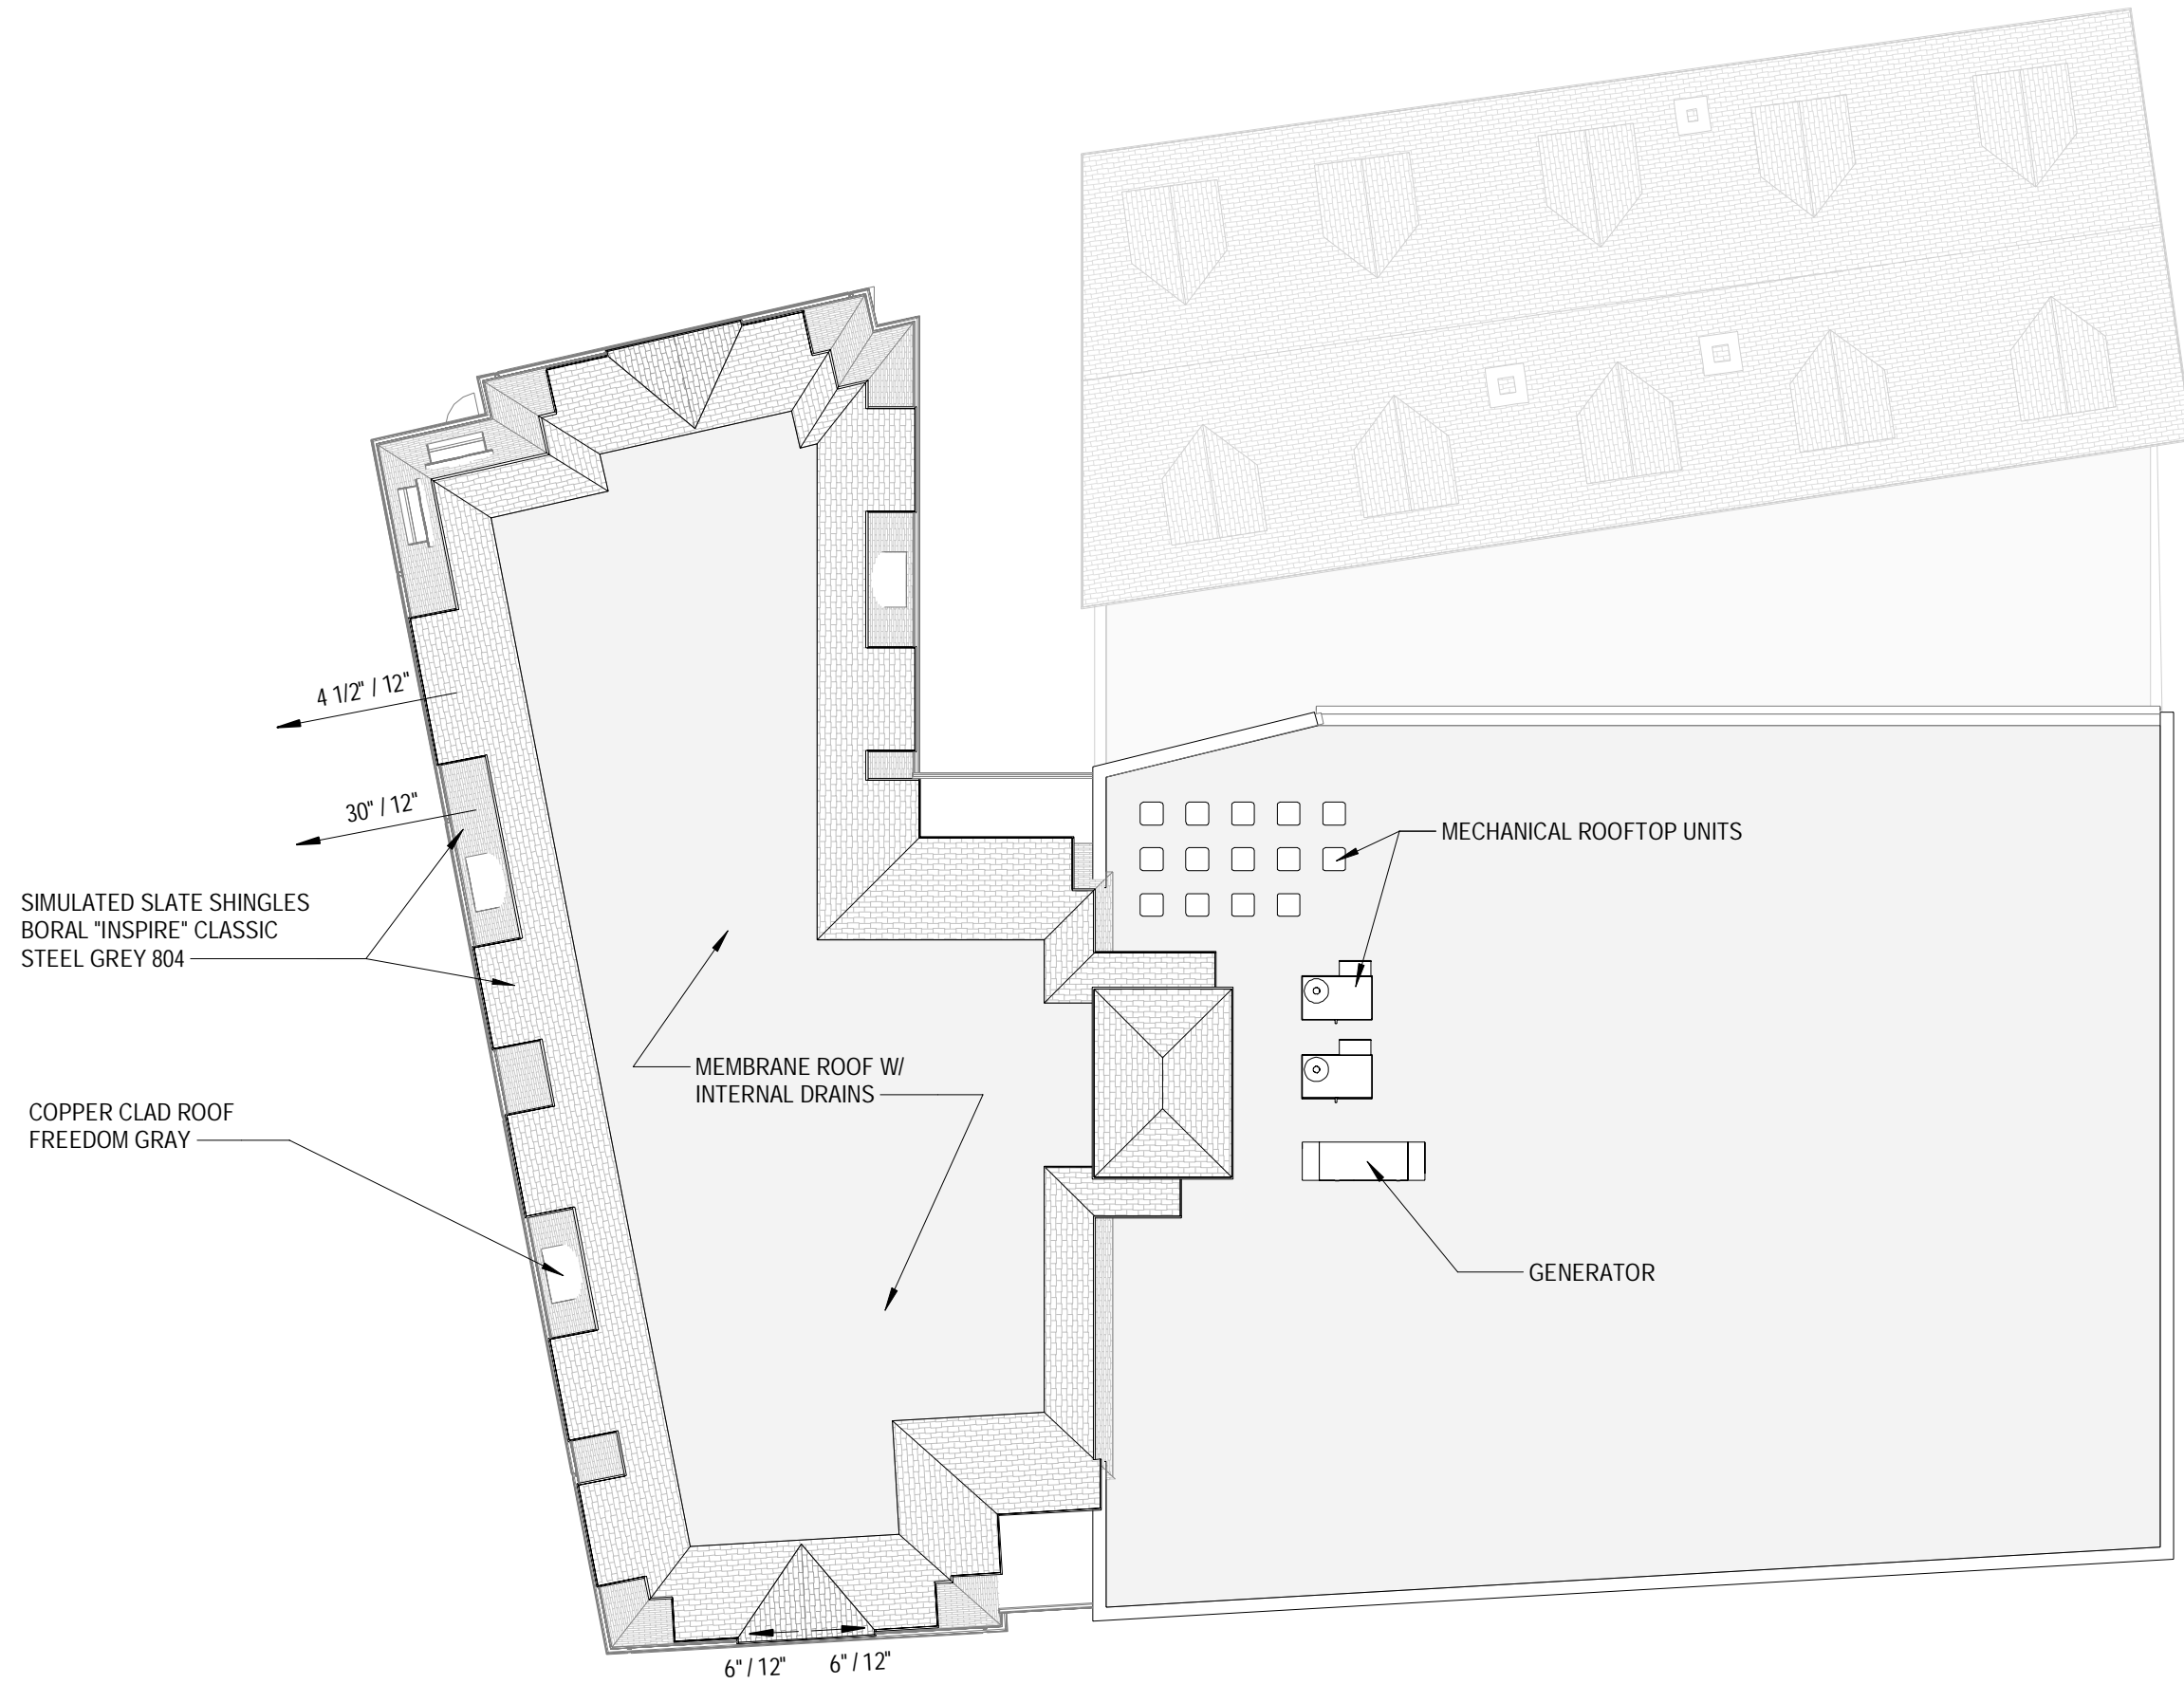 4 1/2" / 12"
30" / 12"
MECHANICAL ROOFTOP UNITS
SIMULATED SLATE SHINGLES
BORAL "INSPIRE" CLASSIC
STEEL GREY 804
MEMBRANE ROOF W/
INTERNAL DRAINS
COPPER CLAD ROOF
FREEDOM GRAY
GENERATOR
6" / 12"
6" / 12"